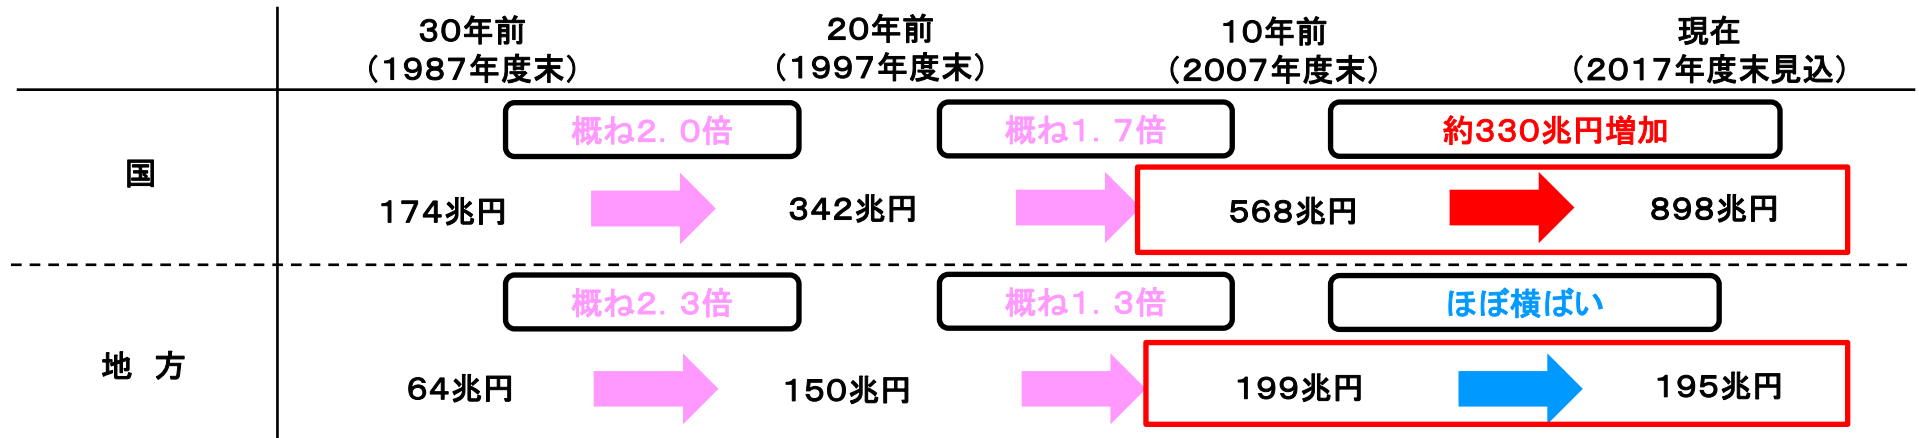 30年前
(1987年度末)
20年前
(1997年度末)
10年前
(2007年度末)
現在
(2017年度末見込)
国
概ね2.0倍
概ね1.7倍
約330兆円増加
174兆円
342兆円
568兆円
898兆円
地 方
概ね2.3倍
概ね1.3倍
ほぼ横ばい
64兆円
150兆円
199兆円
195兆円